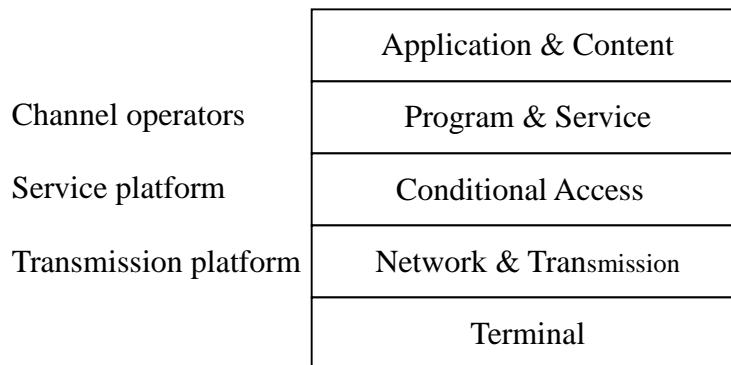 Application & Content
Channel operators Program & Service
Service platform Conditional Access
Transmission platform Network & Transmission
Terminal